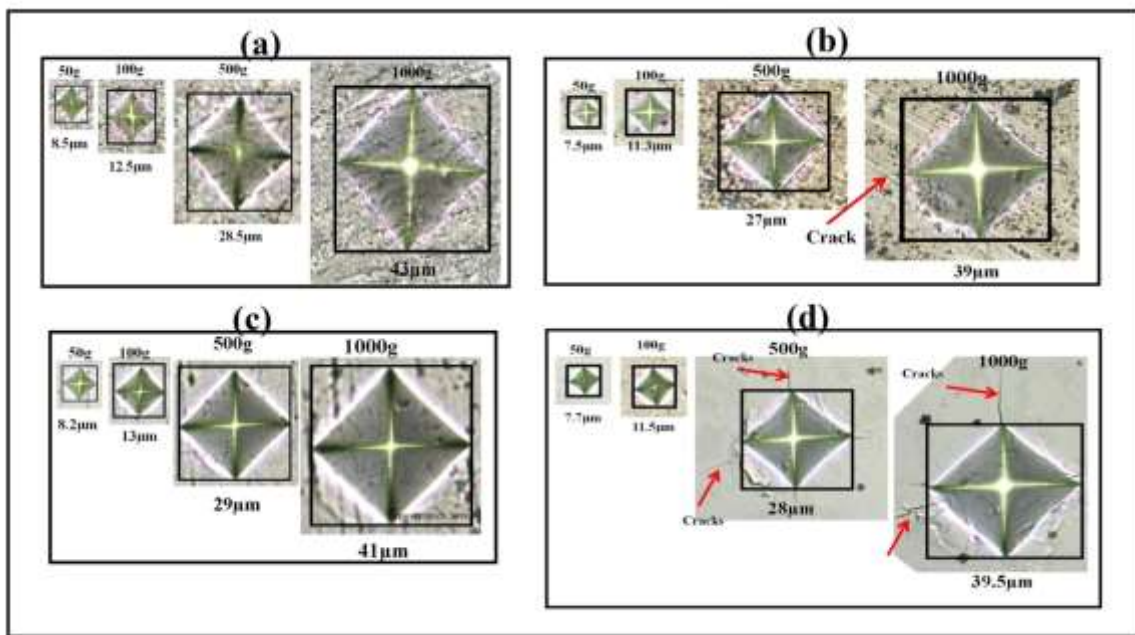 (a)
50g
100g
500g
1000g
8.5µm
12.5µm
28.5µm
43µm
(b)
50g
100g
500g
1000g
7.5µm
11.3µm
27µm
Crack
39µm
(c)
50g
100g
500g
1000g
8.2µm
13µm
29µm
41µm
(d)
50g
100g
500g
1000g
Cracks
Cracks
7.7µm
11.5µm
28µm
Cracks
39.5µm